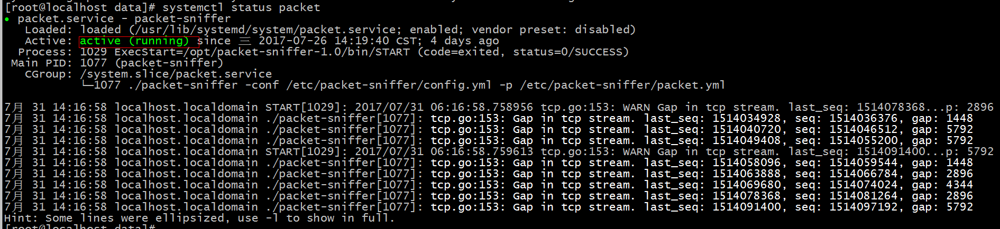 [root@localhost data]# systemctl status packet
● packet.service - packet-sniffer
Loaded: loaded (/usr/lib/systemd/system/packet.service; enabled; vendor preset: disabled)
Active: active (running) since 三 2017-07-26 14:19:40 CST; 4 days ago
Process: 1029 ExecStart=/opt/packet-sniffer-1.0/bin/START (code=exited, status=0/SUCCESS)
Main PID: 1077 (packet-sniffer)
CGroup: /system.slice/packet.service
└─1077 ./packet-sniffer -conf /etc/packet-sniffer/config.yml -p /etc/packet-sniffer/packet.yml
7月 31 14:16:58 localhost.localdomain START[1029]: 2017/07/31 06:16:58.758956 tcp.go:153: WARN Gap in tcp stream. last_seq: 1514078368...p: 2896
7月 31 14:16:58 localhost.localdomain ./packet-sniffer[1077]: tcp.go:153: Gap in tcp stream. last_seq: 1514034928, seq: 1514036376, gap: 1448
7月 31 14:16:58 localhost.localdomain ./packet-sniffer[1077]: tcp.go:153: Gap in tcp stream. last_seq: 1514040720, seq: 1514046512, gap: 5792
7月 31 14:16:58 localhost.localdomain ./packet-sniffer[1077]: tcp.go:153: Gap in tcp stream. last_seq: 1514049408, seq: 1514055200, gap: 5792
7月 31 14:16:58 localhost.localdomain START[1029]: 2017/07/31 06:16:58.759613 tcp.go:153: WARN Gap in tcp stream. last_seq: 1514091400...p: 5792
7月 31 14:16:58 localhost.localdomain ./packet-sniffer[1077]: tcp.go:153: Gap in tcp stream. last_seq: 1514058096, seq: 1514059544, gap: 1448
7月 31 14:16:58 localhost.localdomain ./packet-sniffer[1077]: tcp.go:153: Gap in tcp stream. last_seq: 1514063888, seq: 1514066784, gap: 2896
7月 31 14:16:58 localhost.localdomain ./packet-sniffer[1077]: tcp.go:153: Gap in tcp stream. last_seq: 1514069680, seq: 1514074024, gap: 4344
7月 31 14:16:58 localhost.localdomain ./packet-sniffer[1077]: tcp.go:153: Gap in tcp stream. last_seq: 1514078368, seq: 1514081264, gap: 2896
7月 31 14:16:58 localhost.localdomain ./packet-sniffer[1077]: tcp.go:153: Gap in tcp stream. last_seq: 1514091400, seq: 1514097192, gap: 5792
Hint: Some lines were ellipsized, use -l to show in full.
[root@localhost data]#